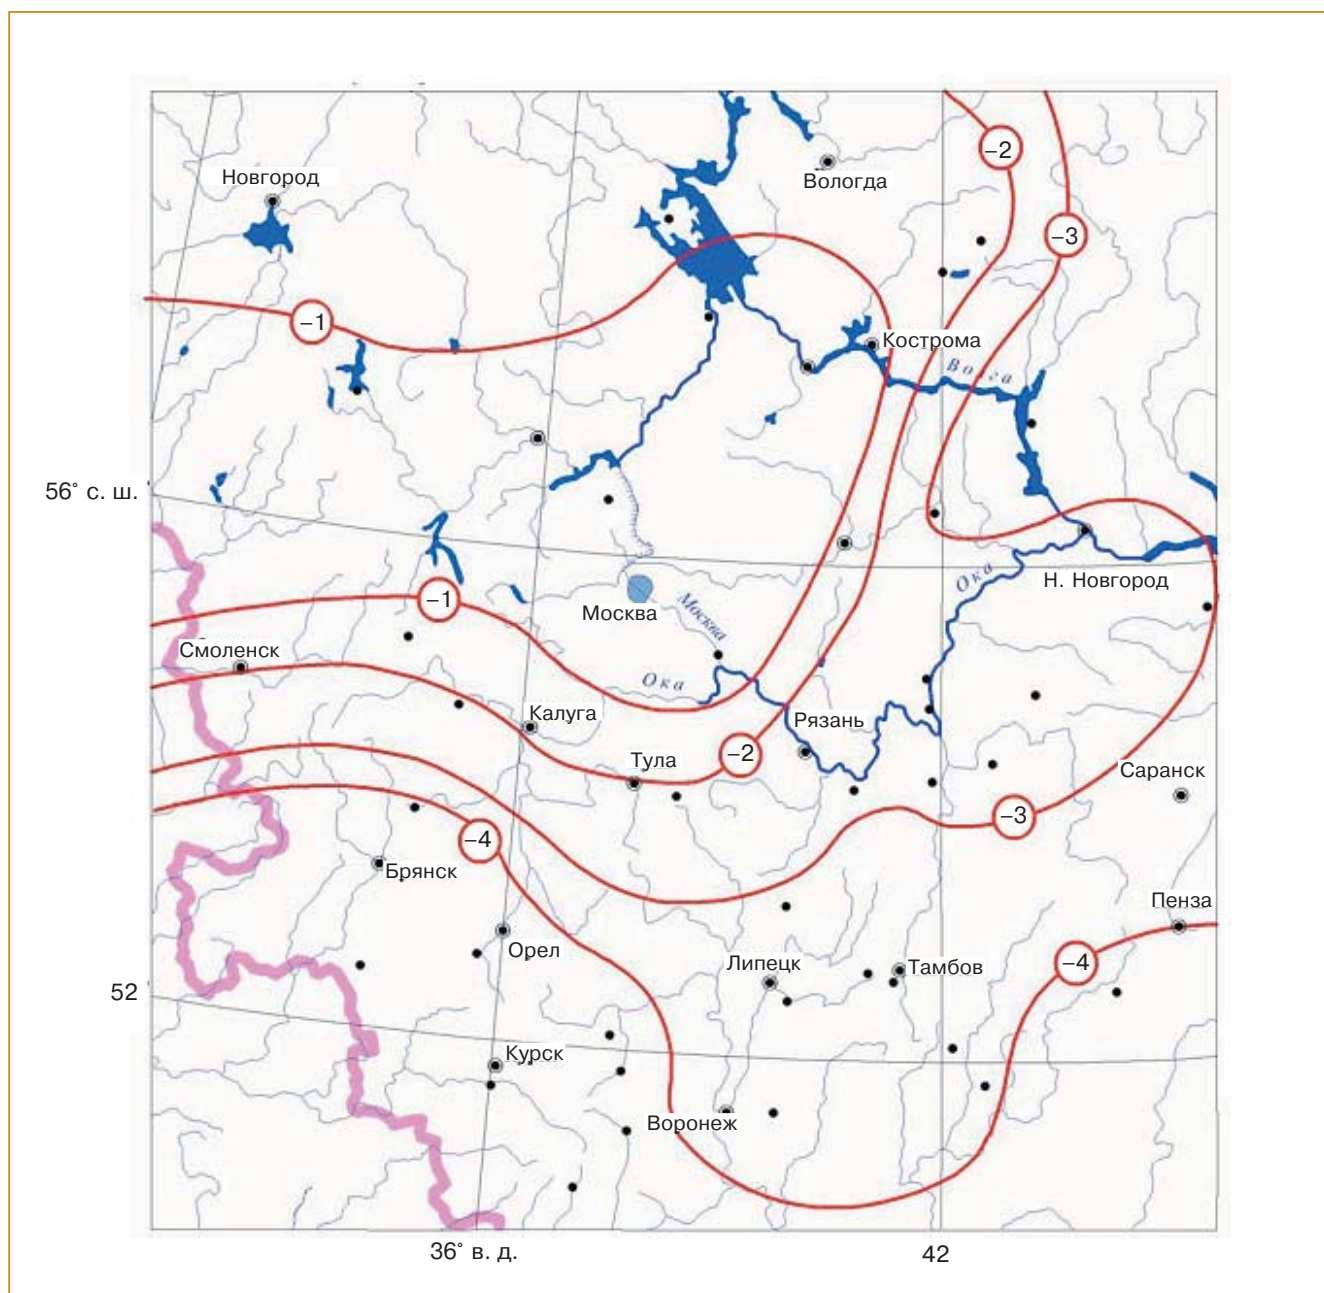 −2
Новгород
Вологда
−3
−1
Кострома
Волга
56° с. ш.
Ока
Н. Новгород
−1
Москва
Москва
Смоленск
Ока
Калуга
Рязань
−2
Тула
Саранск
−3
−4
Брянск
Пенза
Орел
Липецк
Тамбов
−4
52
Курск
Воронеж
36° в. д.
42